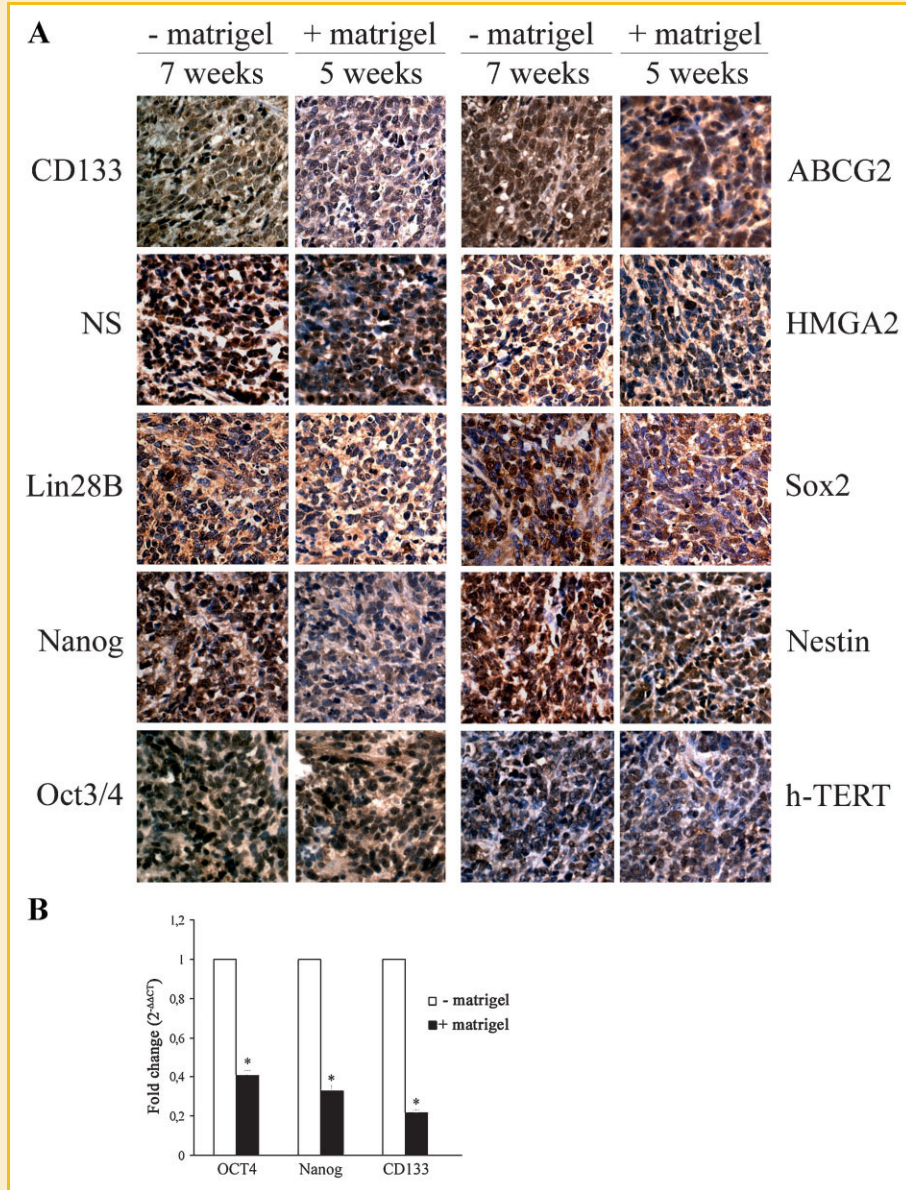 A
- matrigel + matrigel - matrigel + matrigel
7 weeks 5 weeks 7 weeks 5 weeks
CD133 ABCG2
NS HMGA2
Lin28B Sox2
Nanog Nestin
Oct3/4 h-TERT
B
Fold change (2-ΔΔCT)
1,2
1
0,8
0,6
0,4
0,2
0
* * *
OCT4 Nanog CD133
- matrigel
+ matrigel